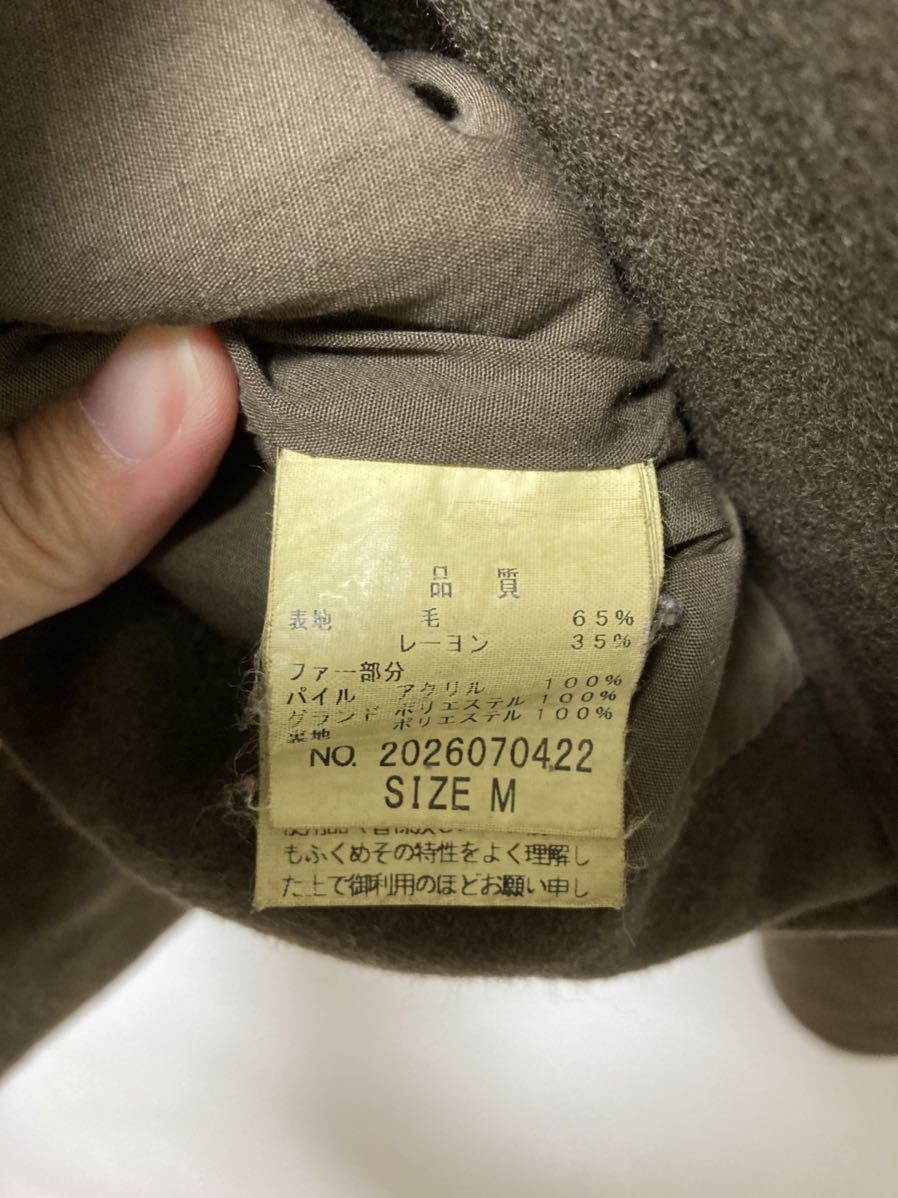 品 質
表地 毛 65%
レーヨン 35%
ファー部分
パイル アクリル 100%
グランド ポリエステル 100%
裏地 ポリエステル 100%
NO. 2026070422
SIZE M
もふくめその特性をよく理解し
た上で御利用のほどお願い申し